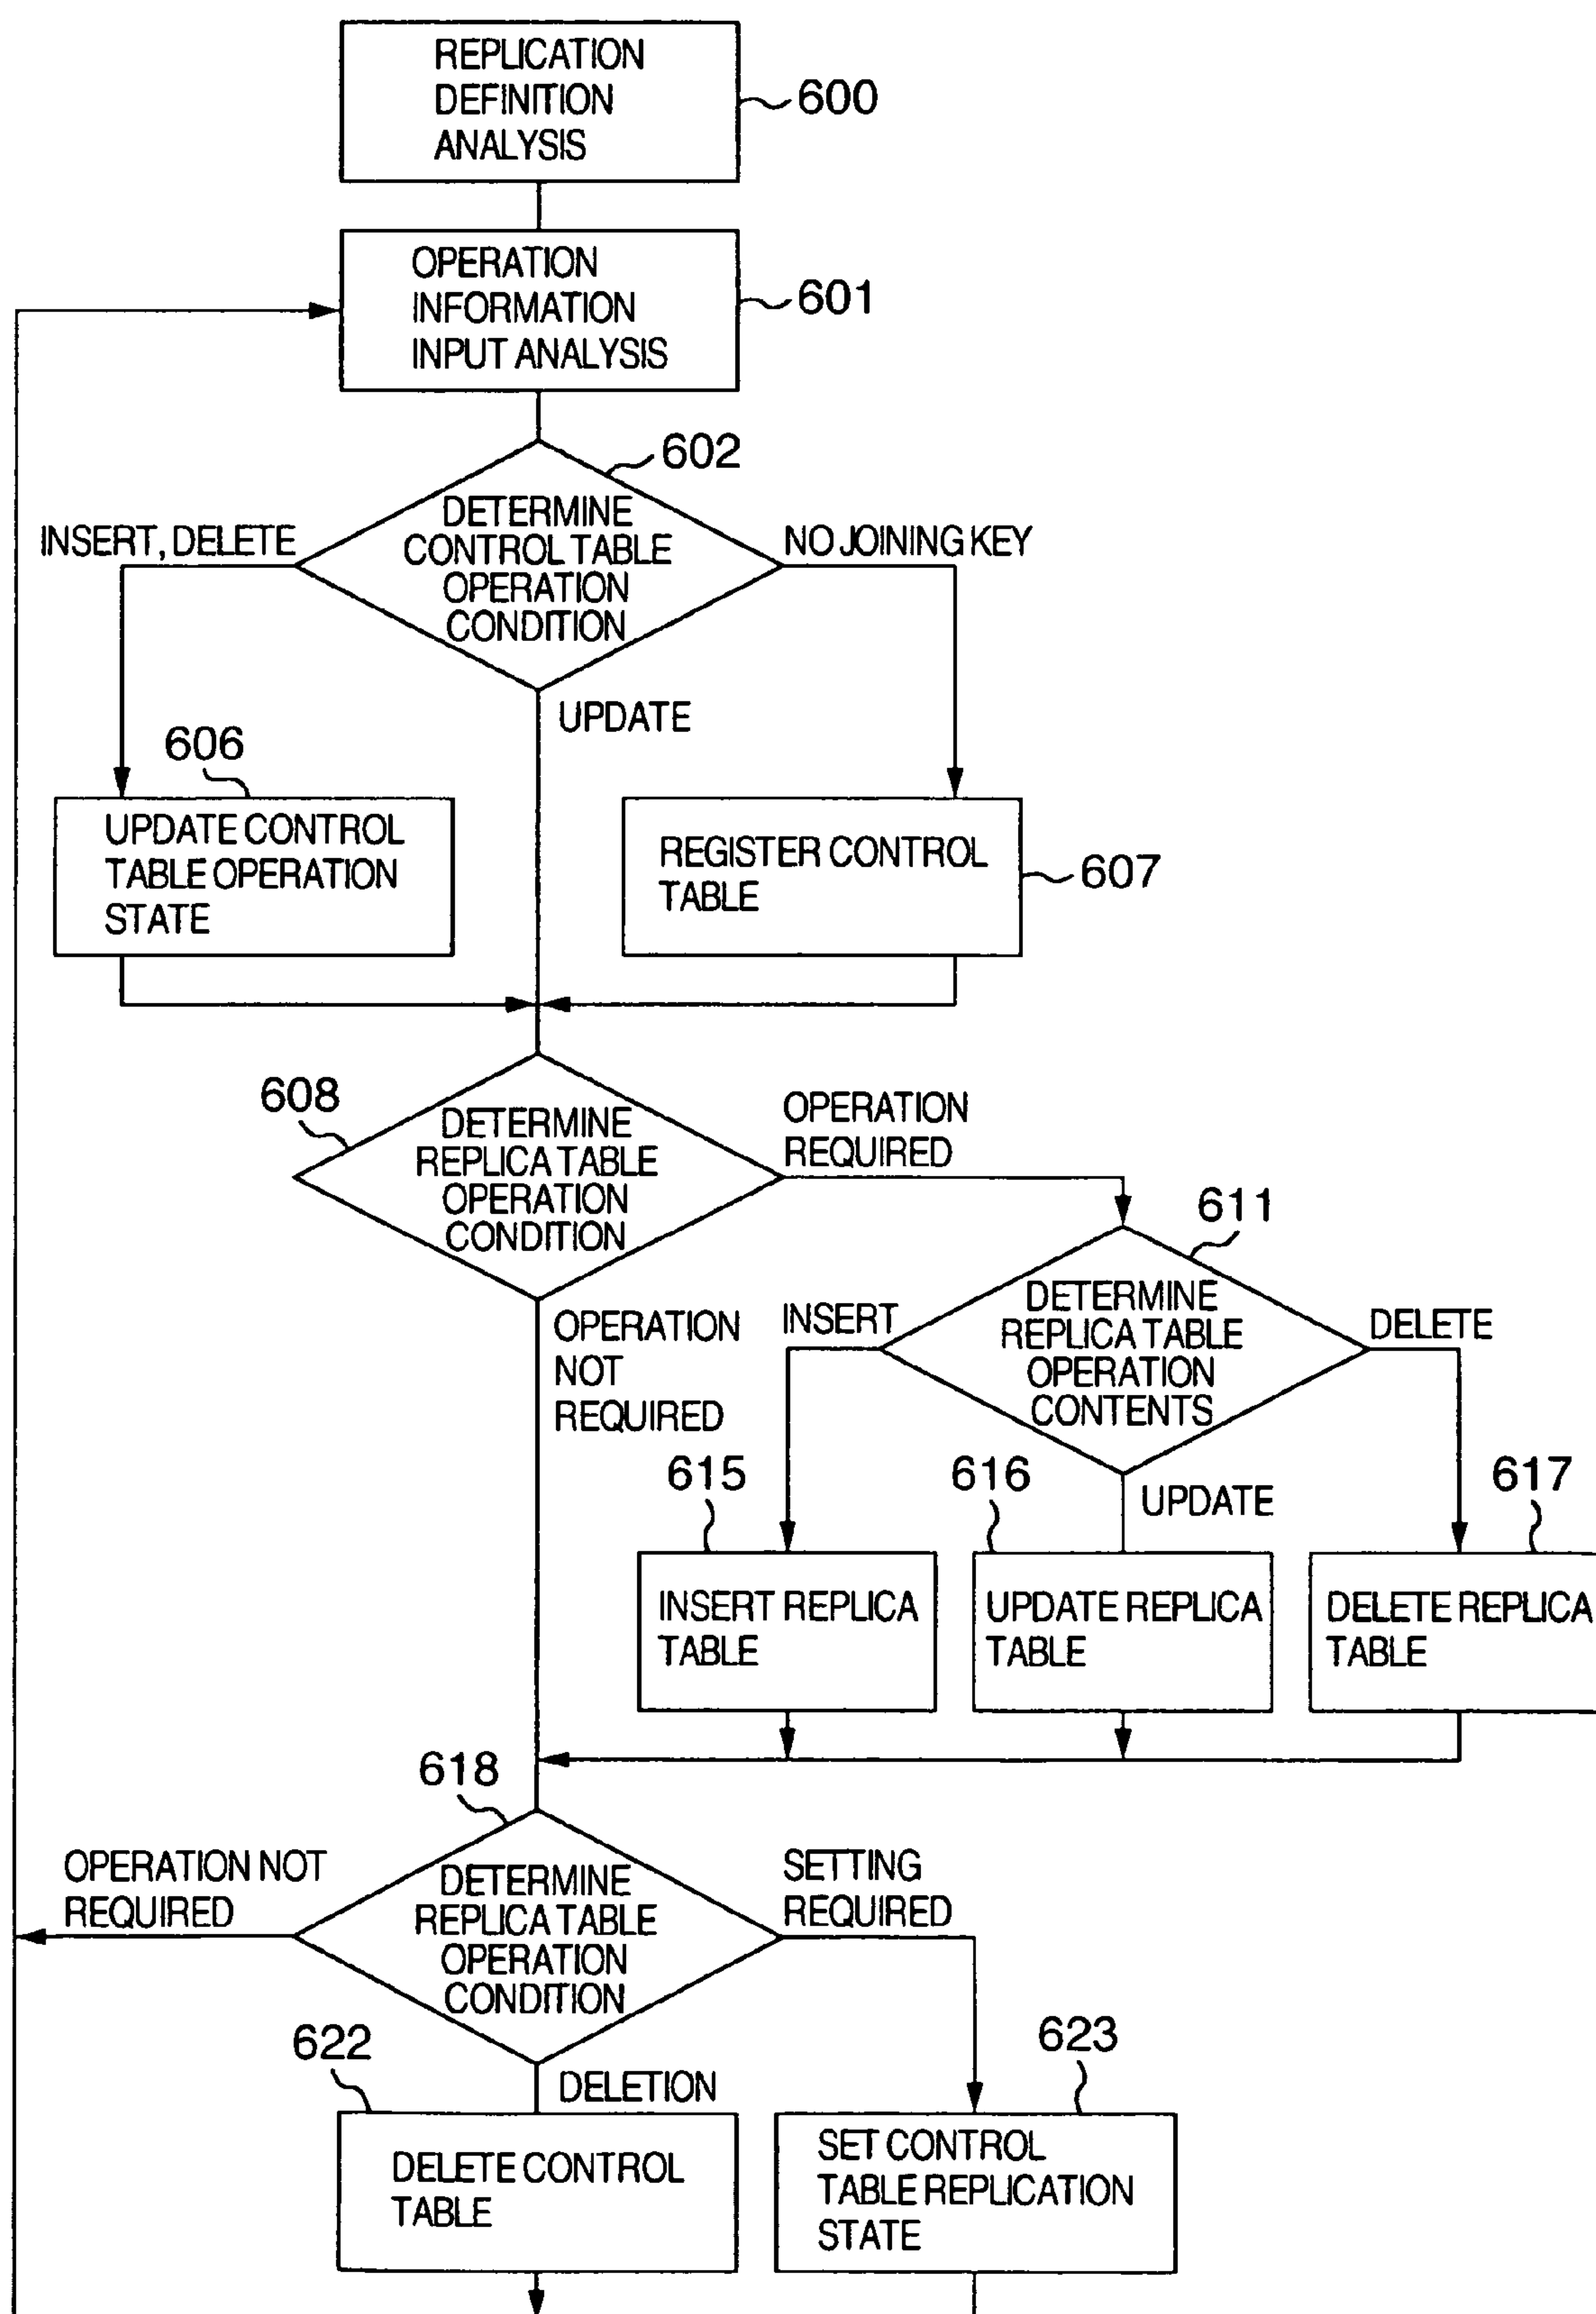 REPLICATION
DEFINITION
ANALYSIS
600
OPERATION
INFORMATION
INPUT ANALYSIS
601
602
DETERMINE
CONTROL TABLE
OPERATION
CONDITION
INSERT, DELETE
NO JOINING KEY
UPDATE
606
UPDATE CONTROL
TABLE OPERATION
STATE
REGISTER CONTROL
TABLE
607
608
DETERMINE
REPLICA TABLE
OPERATION
CONDITION
OPERATION
REQUIRED
611
OPERATION
NOT
REQUIRED
INSERT
DETERMINE
REPLICA TABLE
OPERATION
CONTENTS
DELETE
615
616
UPDATE
617
INSERT REPLICA
TABLE
UPDATE REPLICA
TABLE
DELETE REPLICA
TABLE
618
OPERATION NOT
REQUIRED
DETERMINE
REPLICA TABLE
OPERATION
CONDITION
SETTING
REQUIRED
622
DELETION
623
DELETE CONTROL
TABLE
SET CONTROL
TABLE REPLICATION
STATE